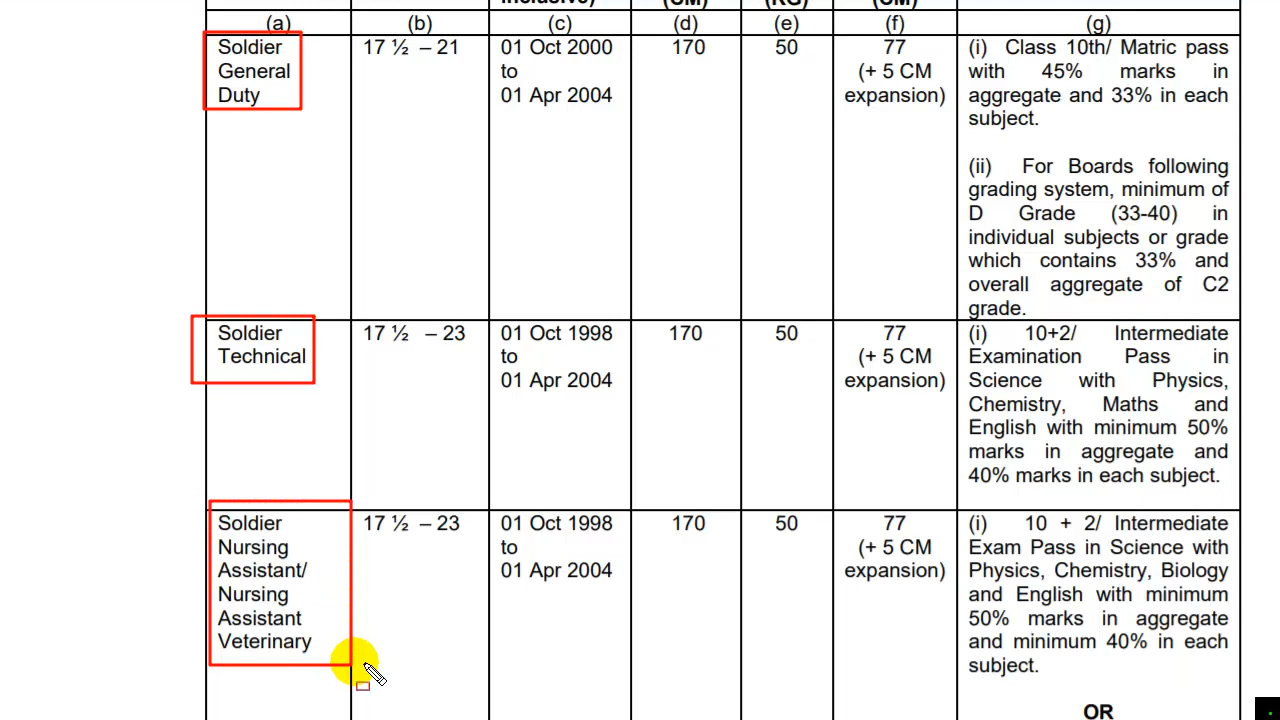 (a) (b) (c) (d) (e) (f) (g)
Soldier 17 ½ – 21 01 Oct 2000 170 50 77 (i) Class 10th/ Matric pass
General to (+ 5 CM with 45% marks in
Duty 01 Apr 2004 expansion) aggregate and 33% in each
subject.
(ii) For Boards following
grading system, minimum of
D Grade (33-40) in
individual subjects or grade
which contains 33% and
overall aggregate of C2
grade.
Soldier 17 ½ – 23 01 Oct 1998 170 50 77 (i) 10+2/ Intermediate
Technical to (+ 5 CM Examination Pass in
01 Apr 2004 expansion) Science with Physics,
Chemistry, Maths and
English with minimum 50%
marks in aggregate and
40% marks in each subject.
Soldier 17 ½ – 23 01 Oct 1998 170 50 77 (i) 10 + 2/ Intermediate
Nursing to (+ 5 CM Exam Pass in Science with
Assistant/ 01 Apr 2004 expansion) Physics, Chemistry, Biology
Nursing and English with minimum
Assistant 50% marks in aggregate
Veterinary and minimum 40% in each
subject.
OR